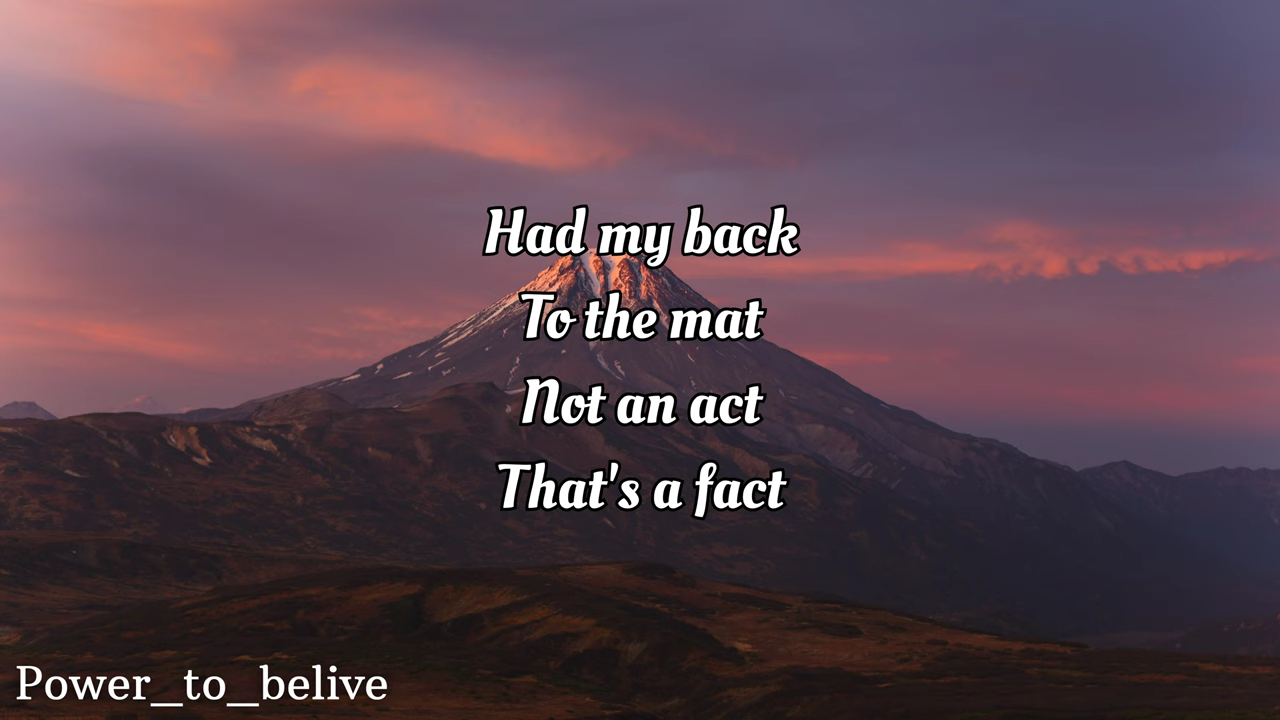 Had my back
To the mat
Not an act
That's a fact
Power_to_belive